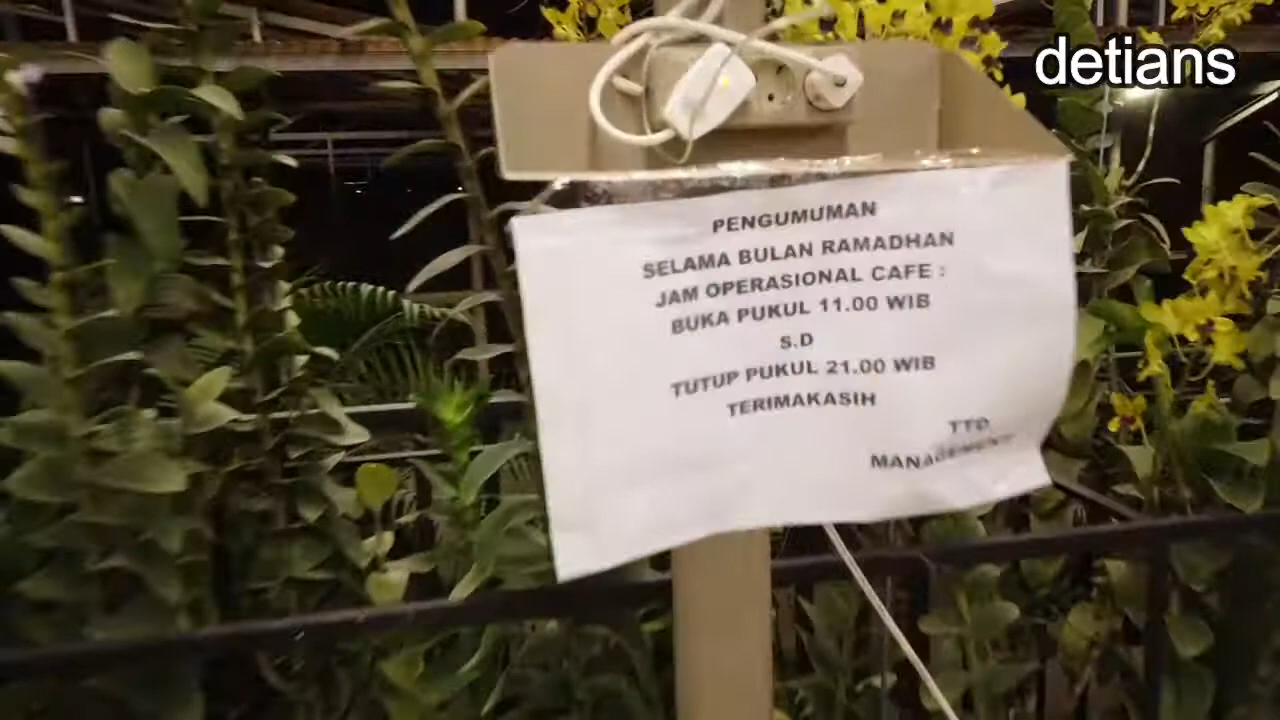 detians
PENGUMUMAN
SELAMA BULAN RAMADHAN
JAM OPERASIONAL CAFE :
BUKA PUKUL 11.00 WIB
S.D
TUTUP PUKUL 21.00 WIB
TERIMAKASIH
TTD
MANAGEMENT